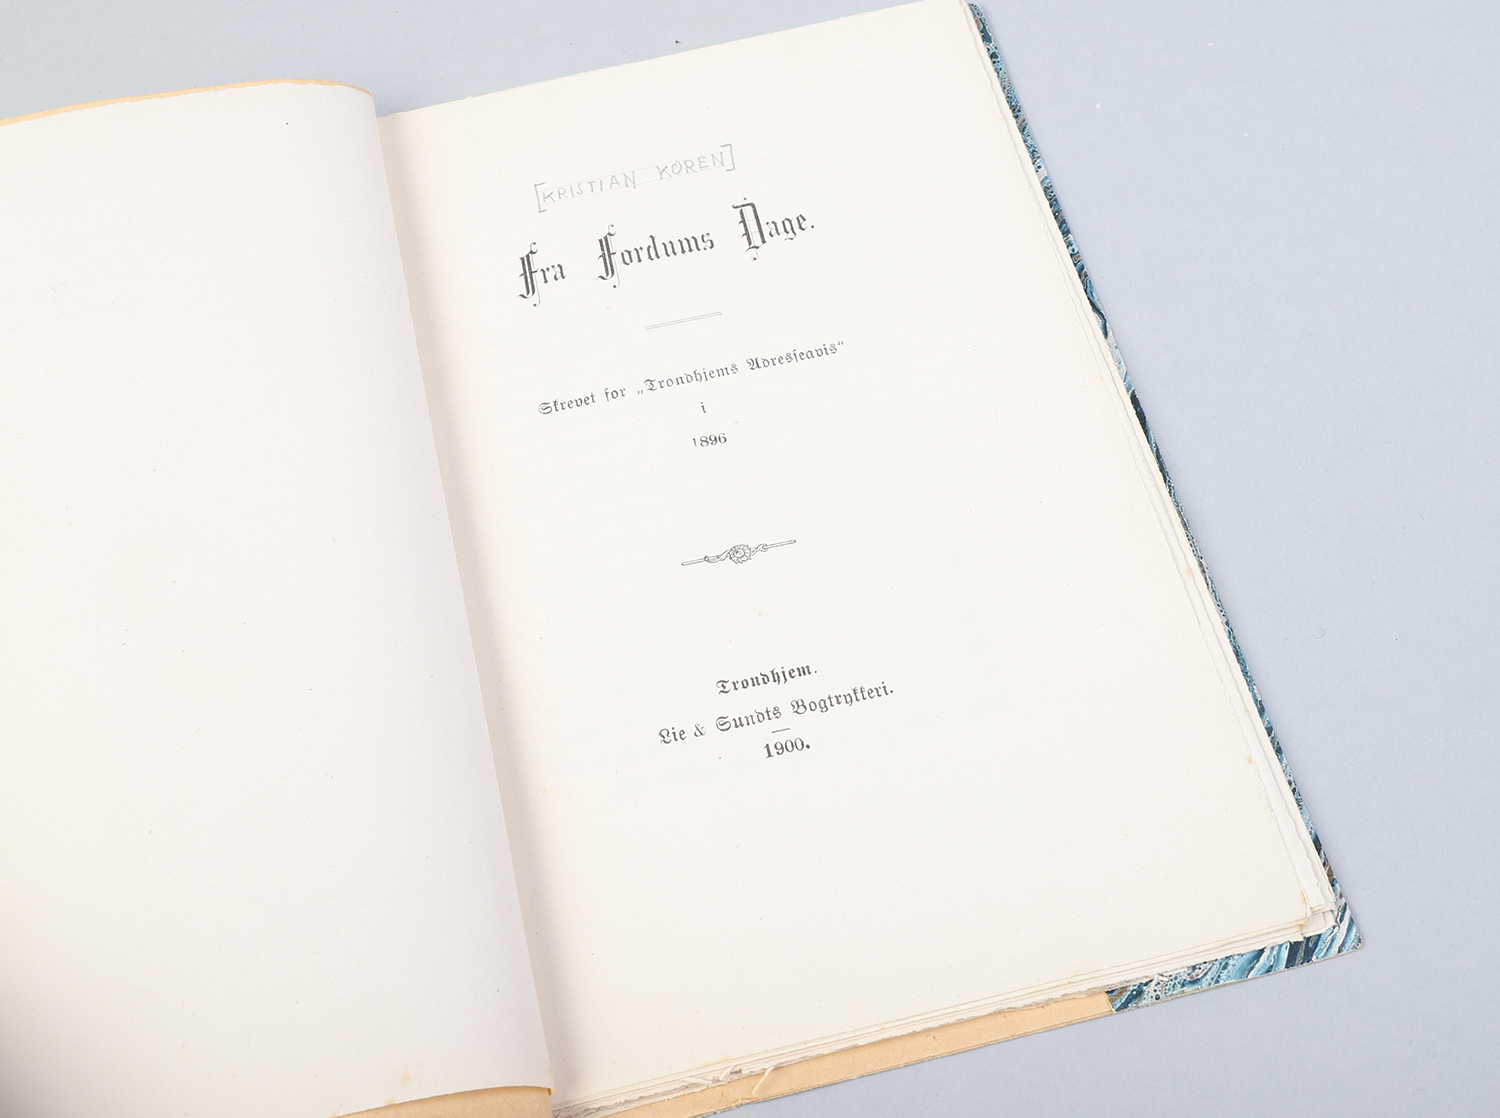 [KRISTIAN KOREN]
Fra Fordums Dage.
Skrevet for „Trondhjems Adresseavis“
i
1896
Trondhjem.
Lie & Sundts Bogtrykkeri.
1900.